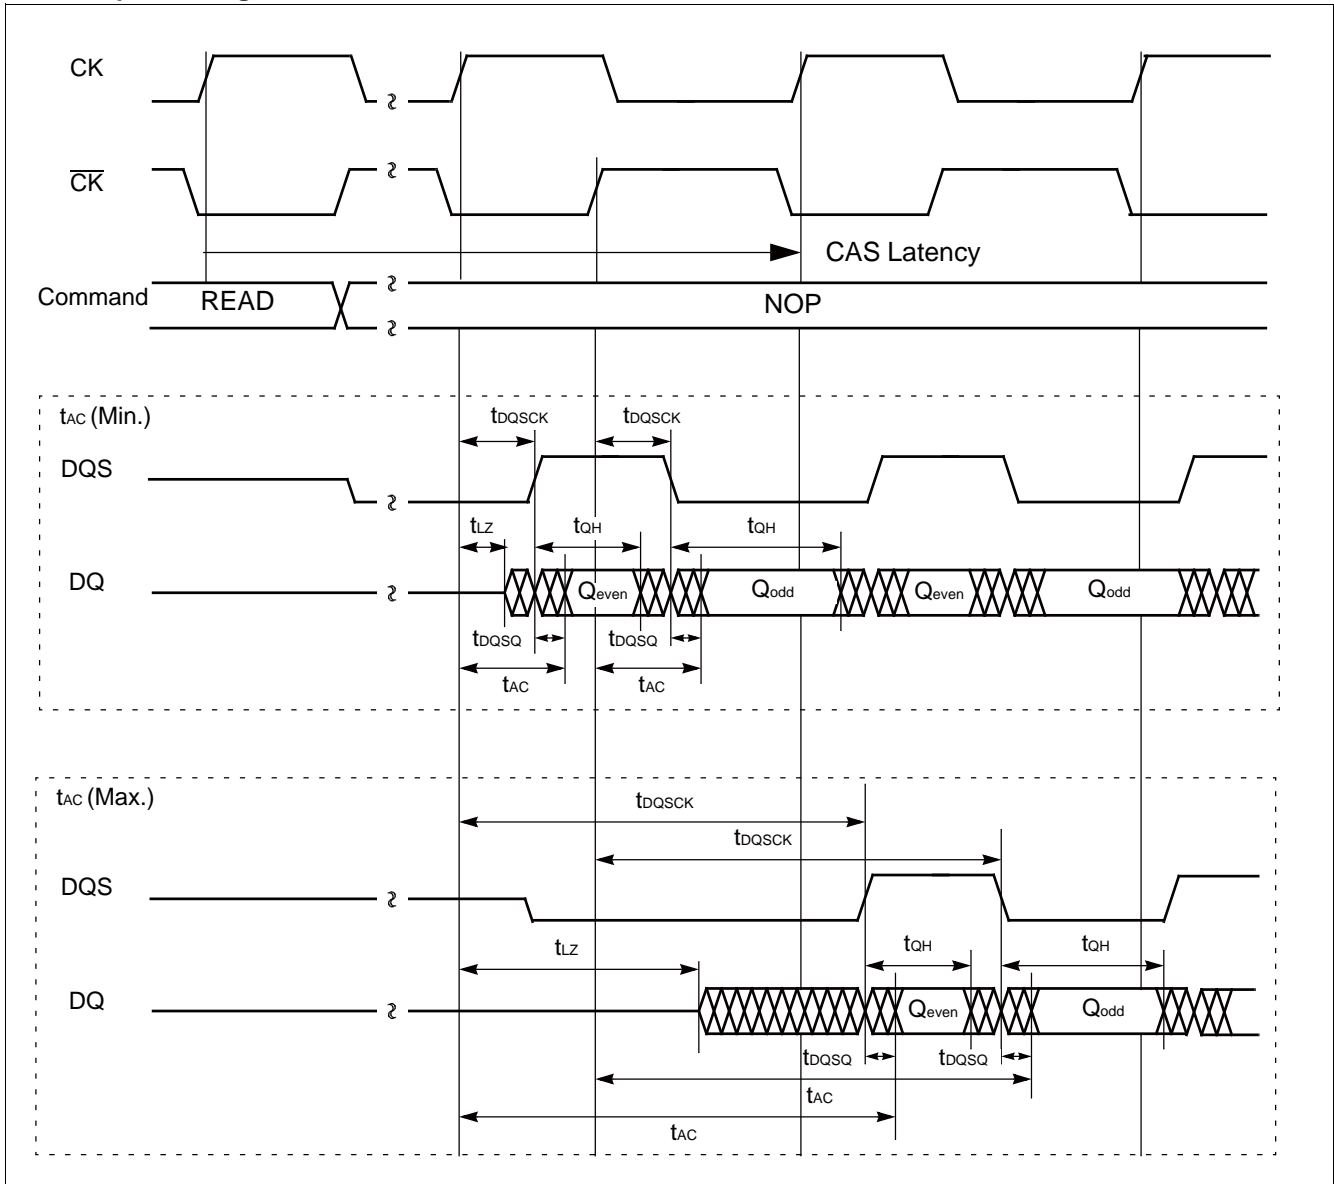 CK
CK
CAS Latency
Command READ NOP
tAC (Min.)
tDQSCK tDQSCK
DQS
tLZ tQH tQH
DQ Qeven Qodd Qeven Qodd
tDQSQ tDQSQ
tAC tAC
tAC (Max.)
tDQSCK
tDQSCK
DQS
tLZ tQH tQH
DQ Qeven Qodd
tDQSQ tDQSQ
tAC
tAC